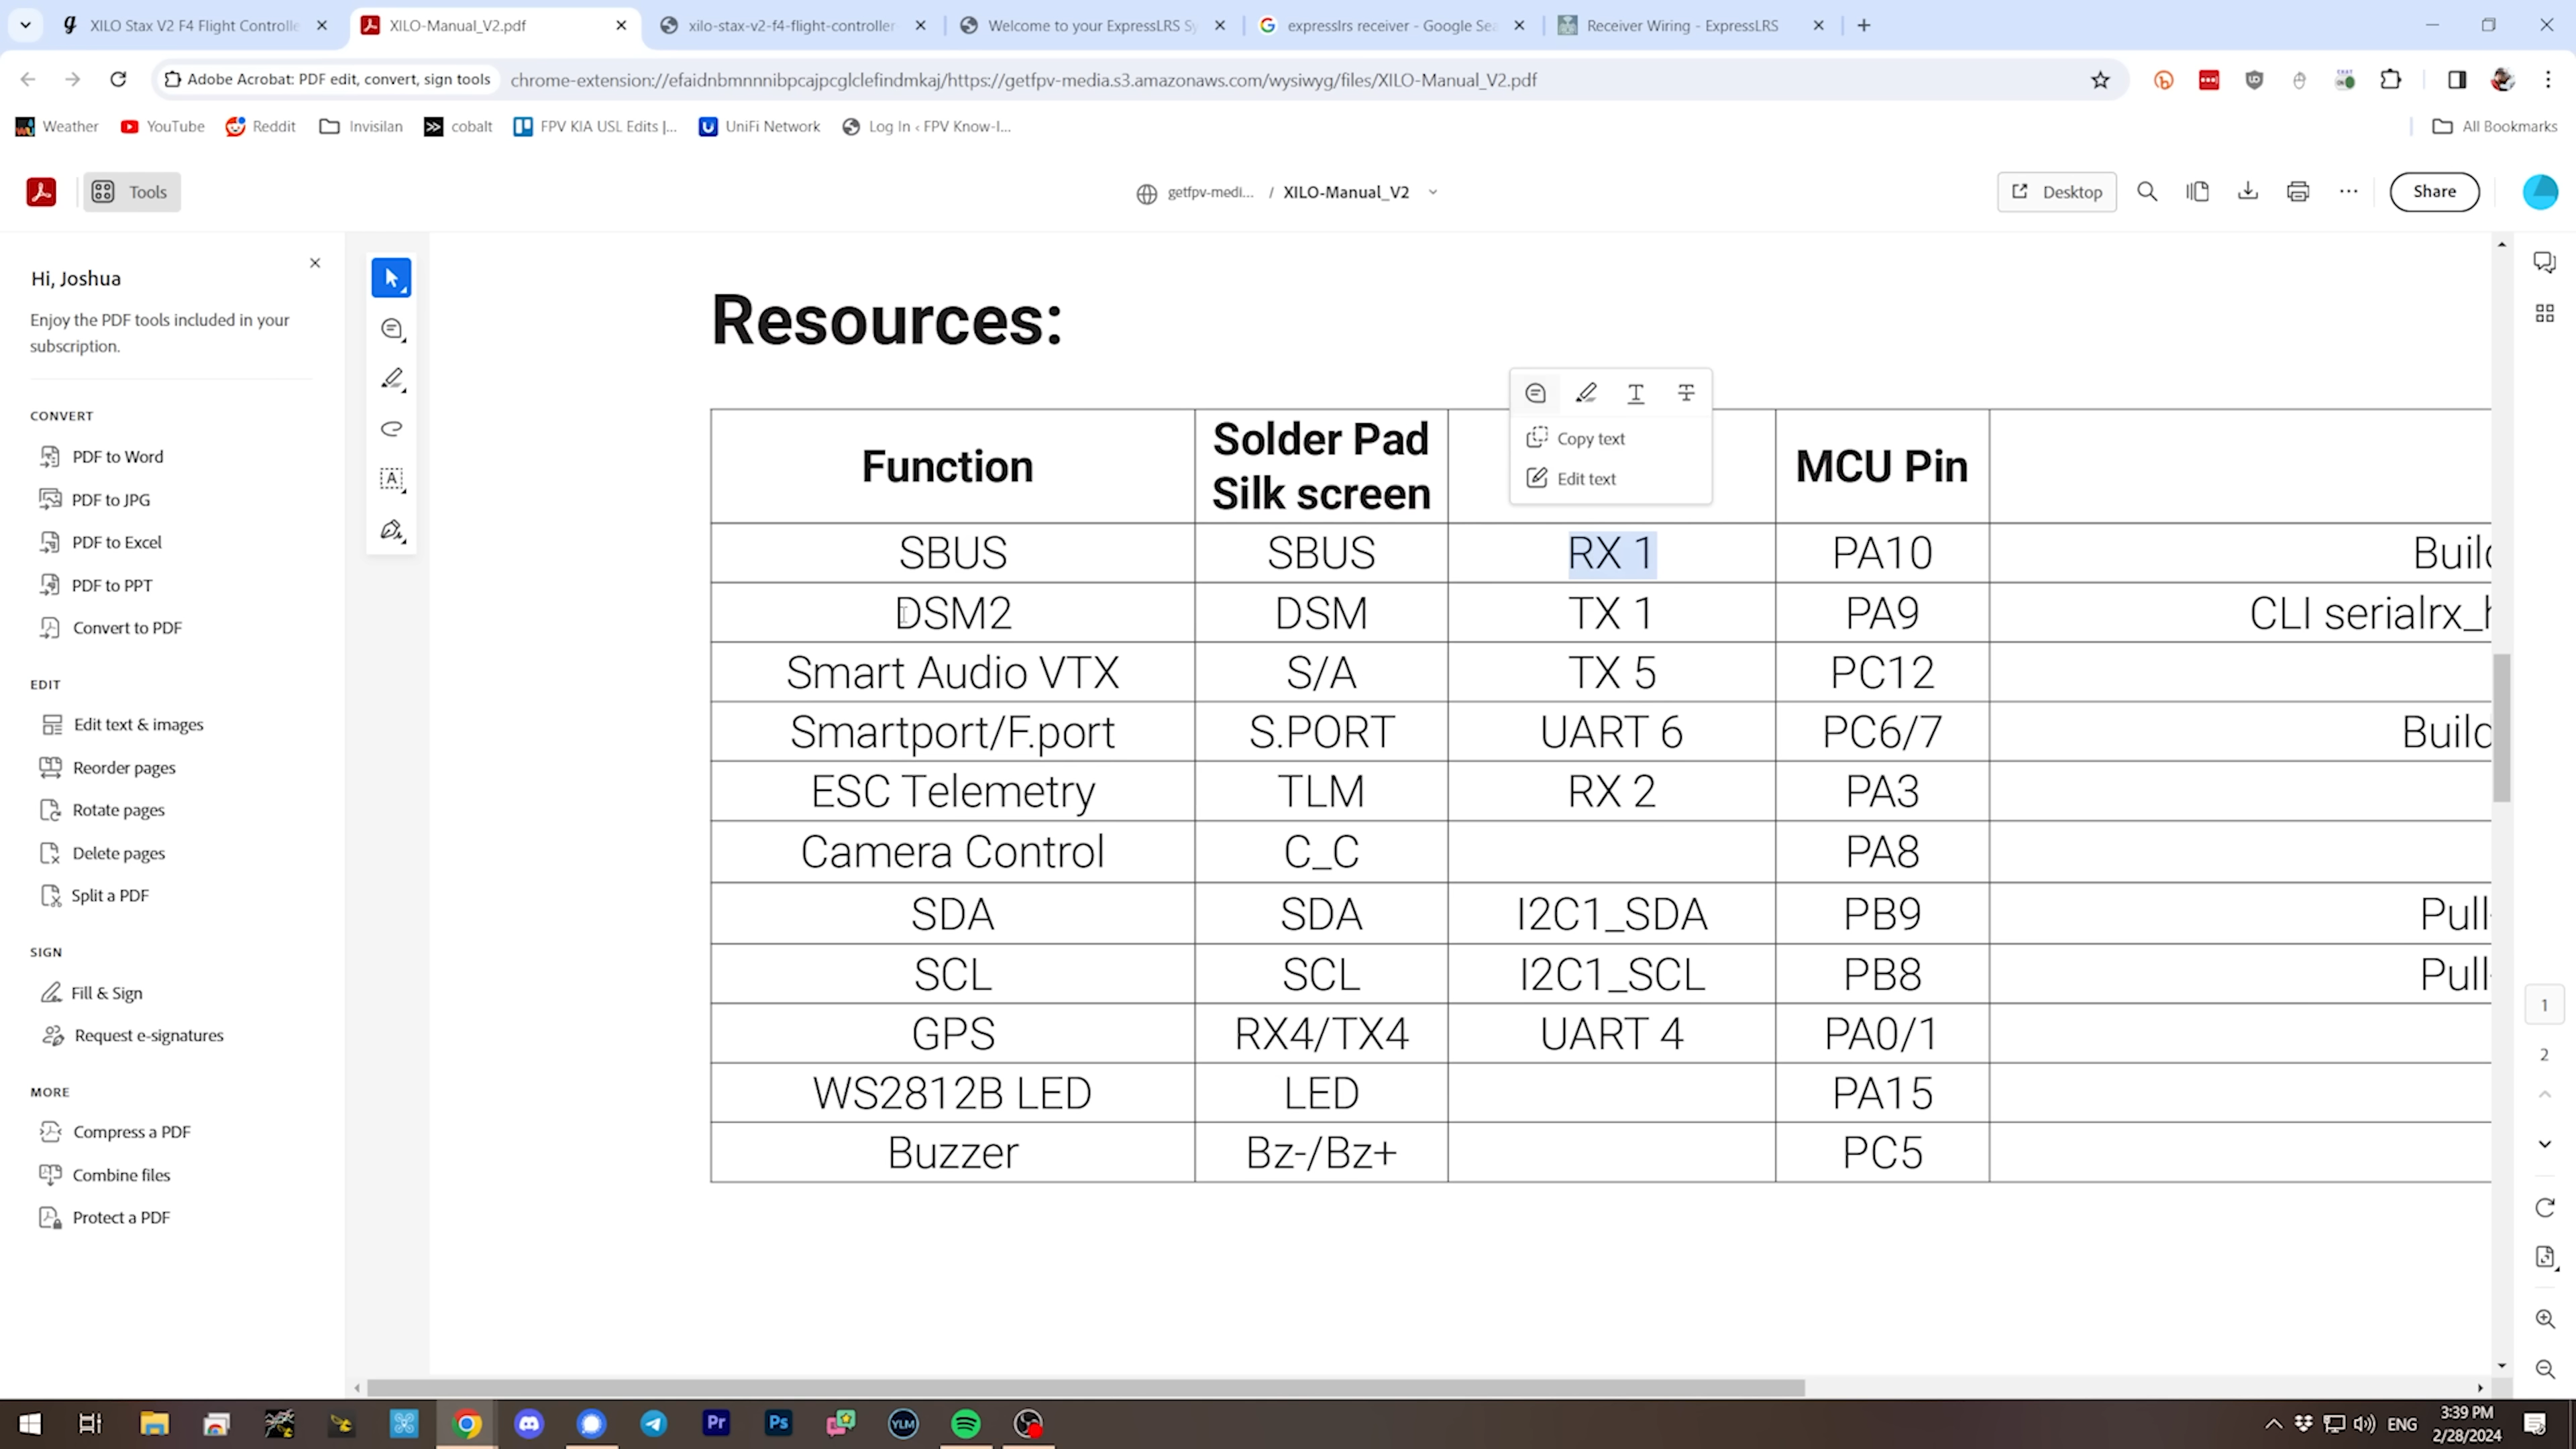 XILO Stax V2 F4 Flight Controlle
XILO-Manual_V2.pdf
xilo-stax-v2-f4-flight-controller
Welcome to your ExpressLRS Sy
expresslrs receiver - Google Sea
Receiver Wiring - ExpressLRS
Adobe Acrobat: PDF edit, convert, sign tools
chrome-extension://efaidnbmnnnibpcajpcglclefindmkaj/https://getfpv-media.s3.amazonaws.com/wysiwyg/files/XILO-Manual_V2.pdf
Weather
YouTube
Reddit
Invisilan
cobalt
FPV KIA USL Edits |...
UniFi Network
Log In ‹ FPV Know-I...
All Bookmarks
Tools
getfpv-medi... / XILO-Manual_V2
Desktop
Share
Hi, Joshua
Enjoy the PDF tools included in your
subscription.
CONVERT
PDF to Word
PDF to JPG
PDF to Excel
PDF to PPT
Convert to PDF
EDIT
Edit text & images
Reorder pages
Rotate pages
Delete pages
Split a PDF
SIGN
Fill & Sign
Request e-signatures
MORE
Compress a PDF
Combine files
Protect a PDF
Resources:
Copy text
Edit text
Function Solder Pad Silk screen MCU Pin
SBUS SBUS RX 1 PA10 Builc
DSM2 DSM TX 1 PA9 CLI serialrx_h
Smart Audio VTX S/A TX 5 PC12
Smartport/F.port S.PORT UART 6 PC6/7 Build
ESC Telemetry TLM RX 2 PA3
Camera Control C_C PA8
SDA SDA I2C1_SDA PB9 Pull-
SCL SCL I2C1_SCL PB8 Pull-
GPS RX4/TX4 UART 4 PA0/1
WS2812B LED LED PA15
Buzzer Bz-/Bz+ PC5
1
2
Pr
Ps
YLM
ENG
3:39 PM
2/28/2024